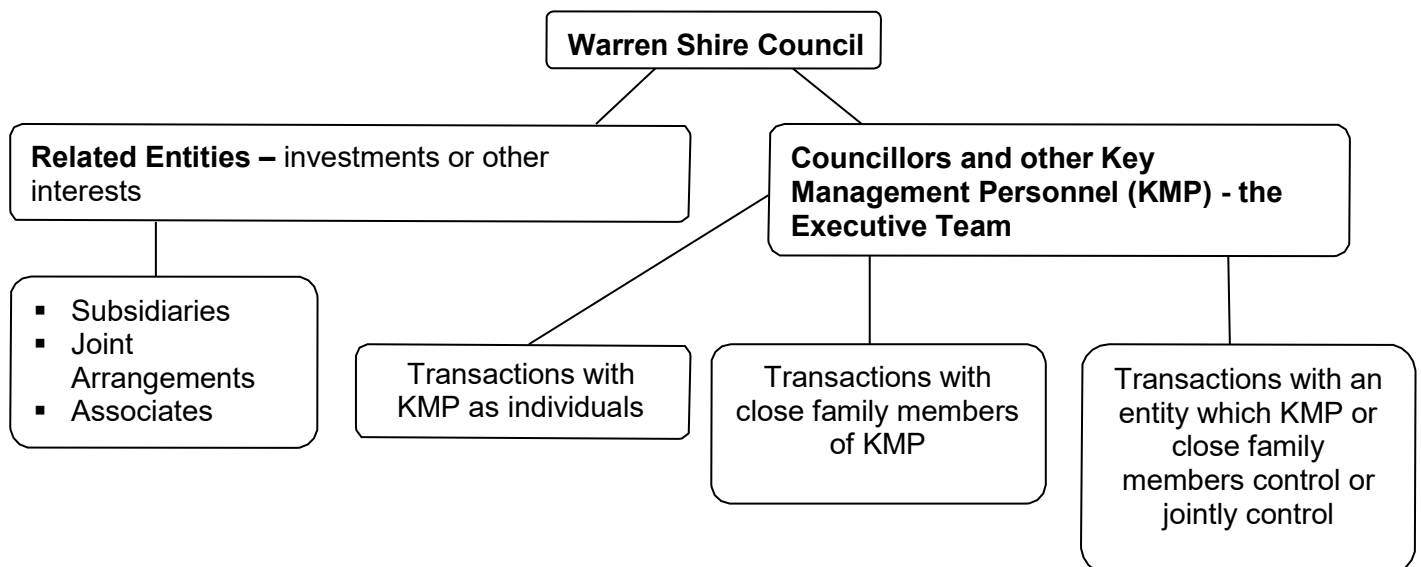 Warren Shire Council
Related Entities – investments or other
interests
Councillors and other Key
Management Personnel (KMP) - the
Executive Team
▪ Subsidiaries
▪ Joint
Arrangements
▪ Associates
Transactions with
KMP as individuals
Transactions with
close family members
of KMP
Transactions with an
entity which KMP or
close family
members control or
jointly control